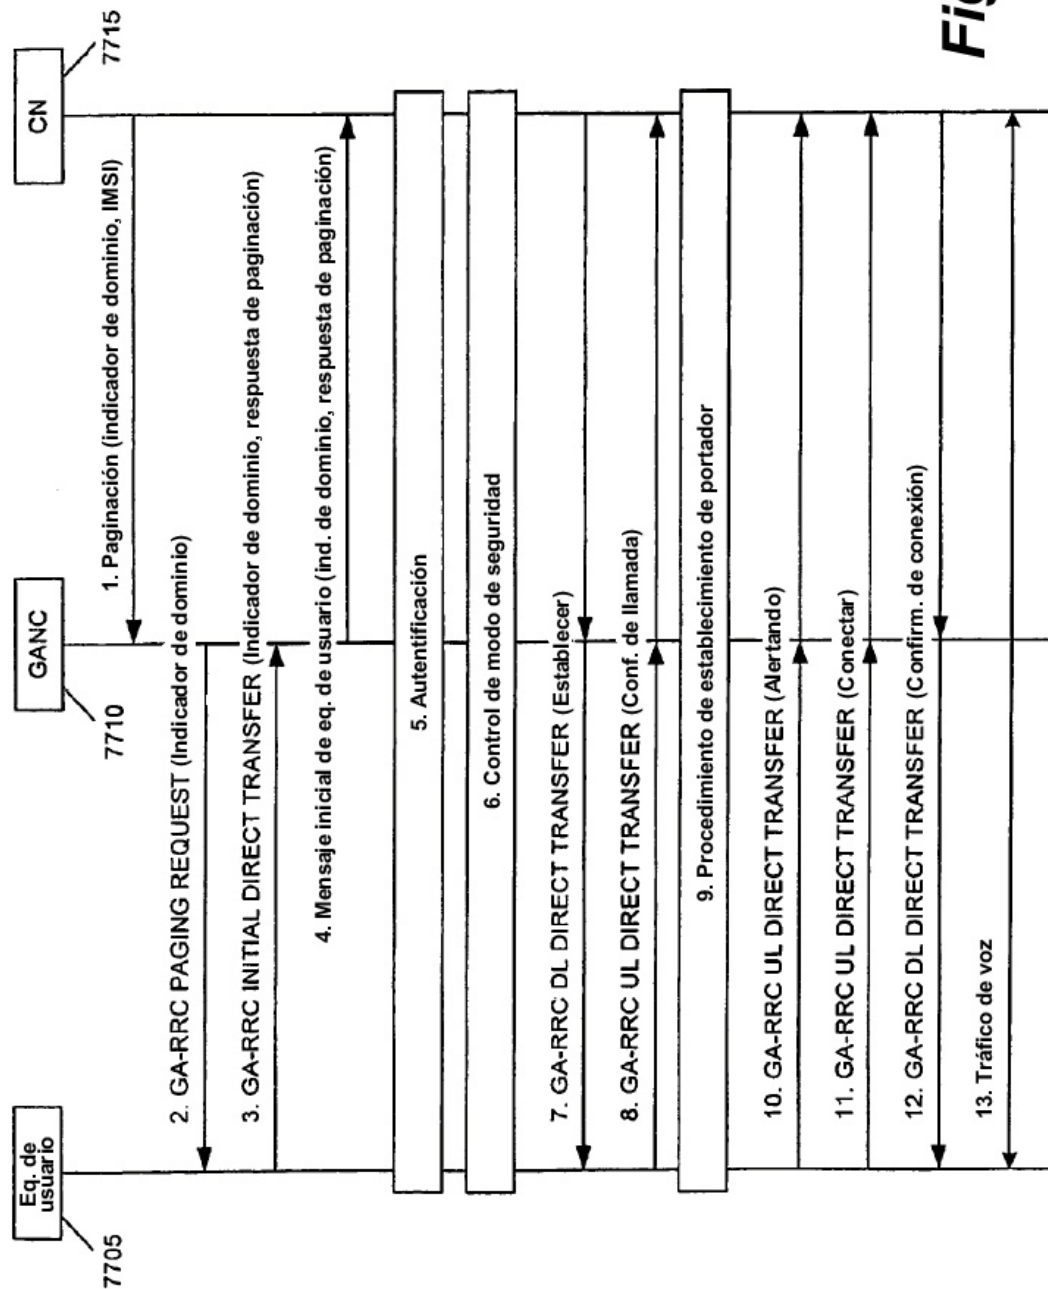 Eq. de
usuario
7705
GANC
7710
CN
7715
1. Paginación (indicador de dominio, IMSI)
2. GA-RRC PAGING REQUEST (Indicador de dominio)
3. GA-RRC INITIAL DIRECT TRANSFER (Indicador de dominio, respuesta de paginación)
4. Mensaje inicial de eq. de usuario (ind. de dominio, respuesta de paginación)
5. Autentificación
6. Control de modo de seguridad
7. GA-RRC DL DIRECT TRANSFER (Establecer)
8. GA-RRC UL DIRECT TRANSFER (Conf. de llamada)
9. Procedimiento de establecimiento de portador
10. GA-RRC UL DIRECT TRANSFER (Alertando)
11. GA-RRC UL DIRECT TRANSFER (Conectar)
12. GA-RRC DL DIRECT TRANSFER (Confirm. de conexión)
13. Tráfico de voz